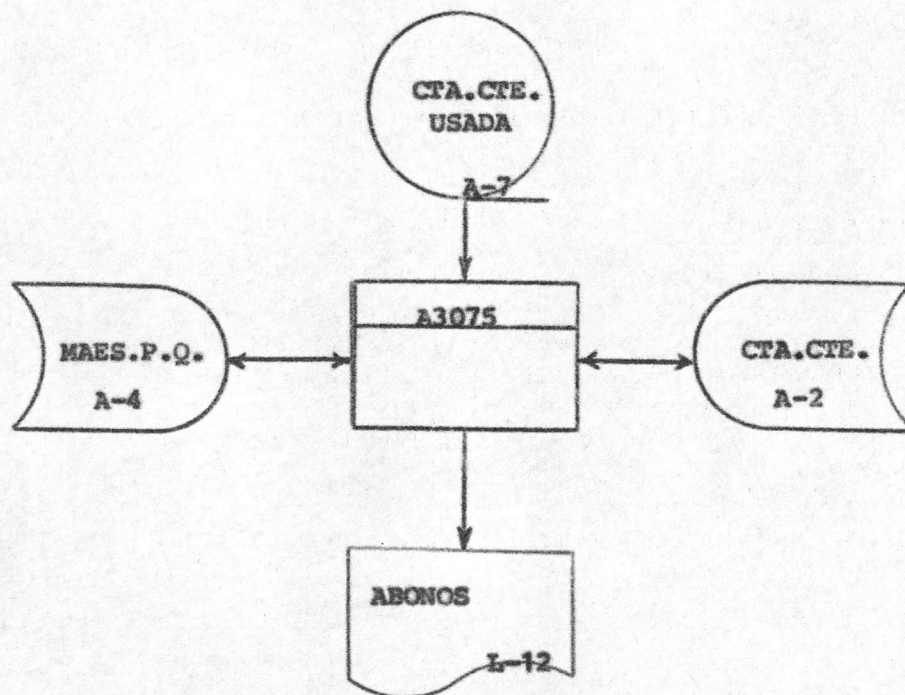 CTA.CTE.
USADA
A-7
A3075
MAES.P.Q.
A-4
CTA.CTE.
A-2
ABONOS
L-12